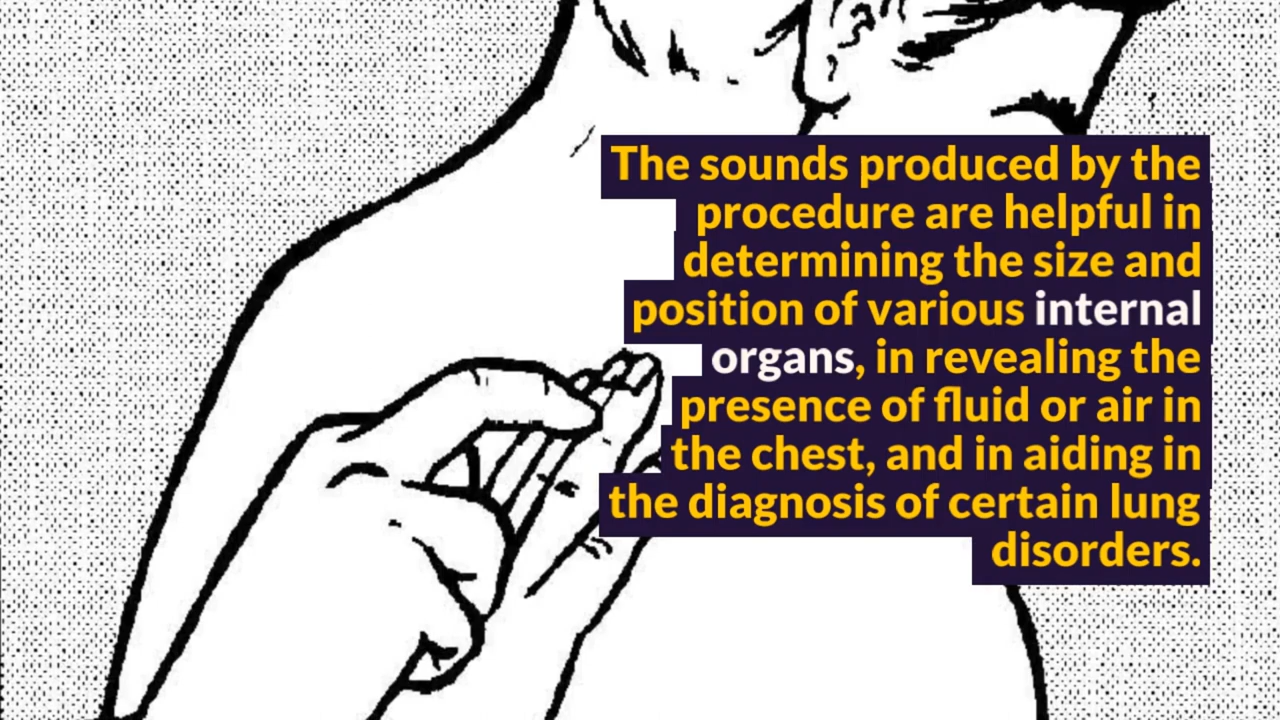 The sounds produced by the
procedure are helpful in
determining the size and
position of various internal
organs, in revealing the
presence of fluid or air in
the chest, and in aiding in
the diagnosis of certain lung
disorders.